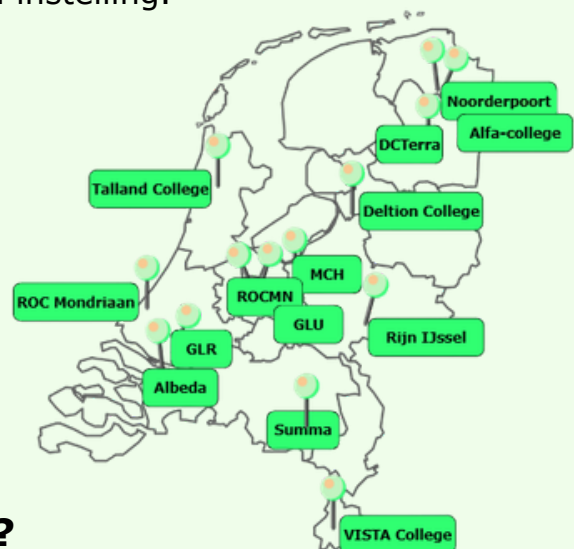 instelling.
Noorderpoort
Alfa-college
DCTerra
Talland College
Deltion College
MCH
ROCMN
ROC Mondriaan
GLU
Rijn IJssel
GLR
Albeda
Summa
?
VISTA College